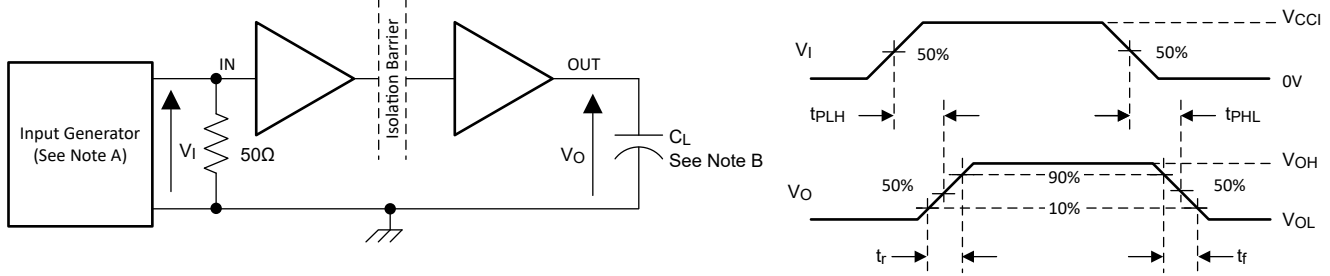 Input Generator
(See Note A)
VI
IN
50Ω
Isolation Barrier
OUT
VO
CL
See Note B
VI
50%
50%
VCCI
0V
tPLH
tPHL
VO
50%
90%
50%
10%
VOH
VOL
tr
tf